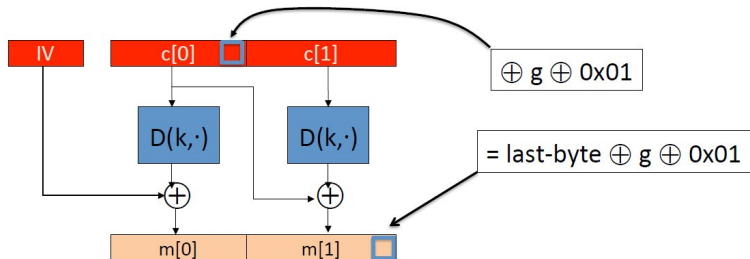 IV
c[0]
c[1]
⊕ g ⊕ 0x01
D(k,·)
D(k,·)
= last-byte ⊕ g ⊕ 0x01
m[0]
m[1]